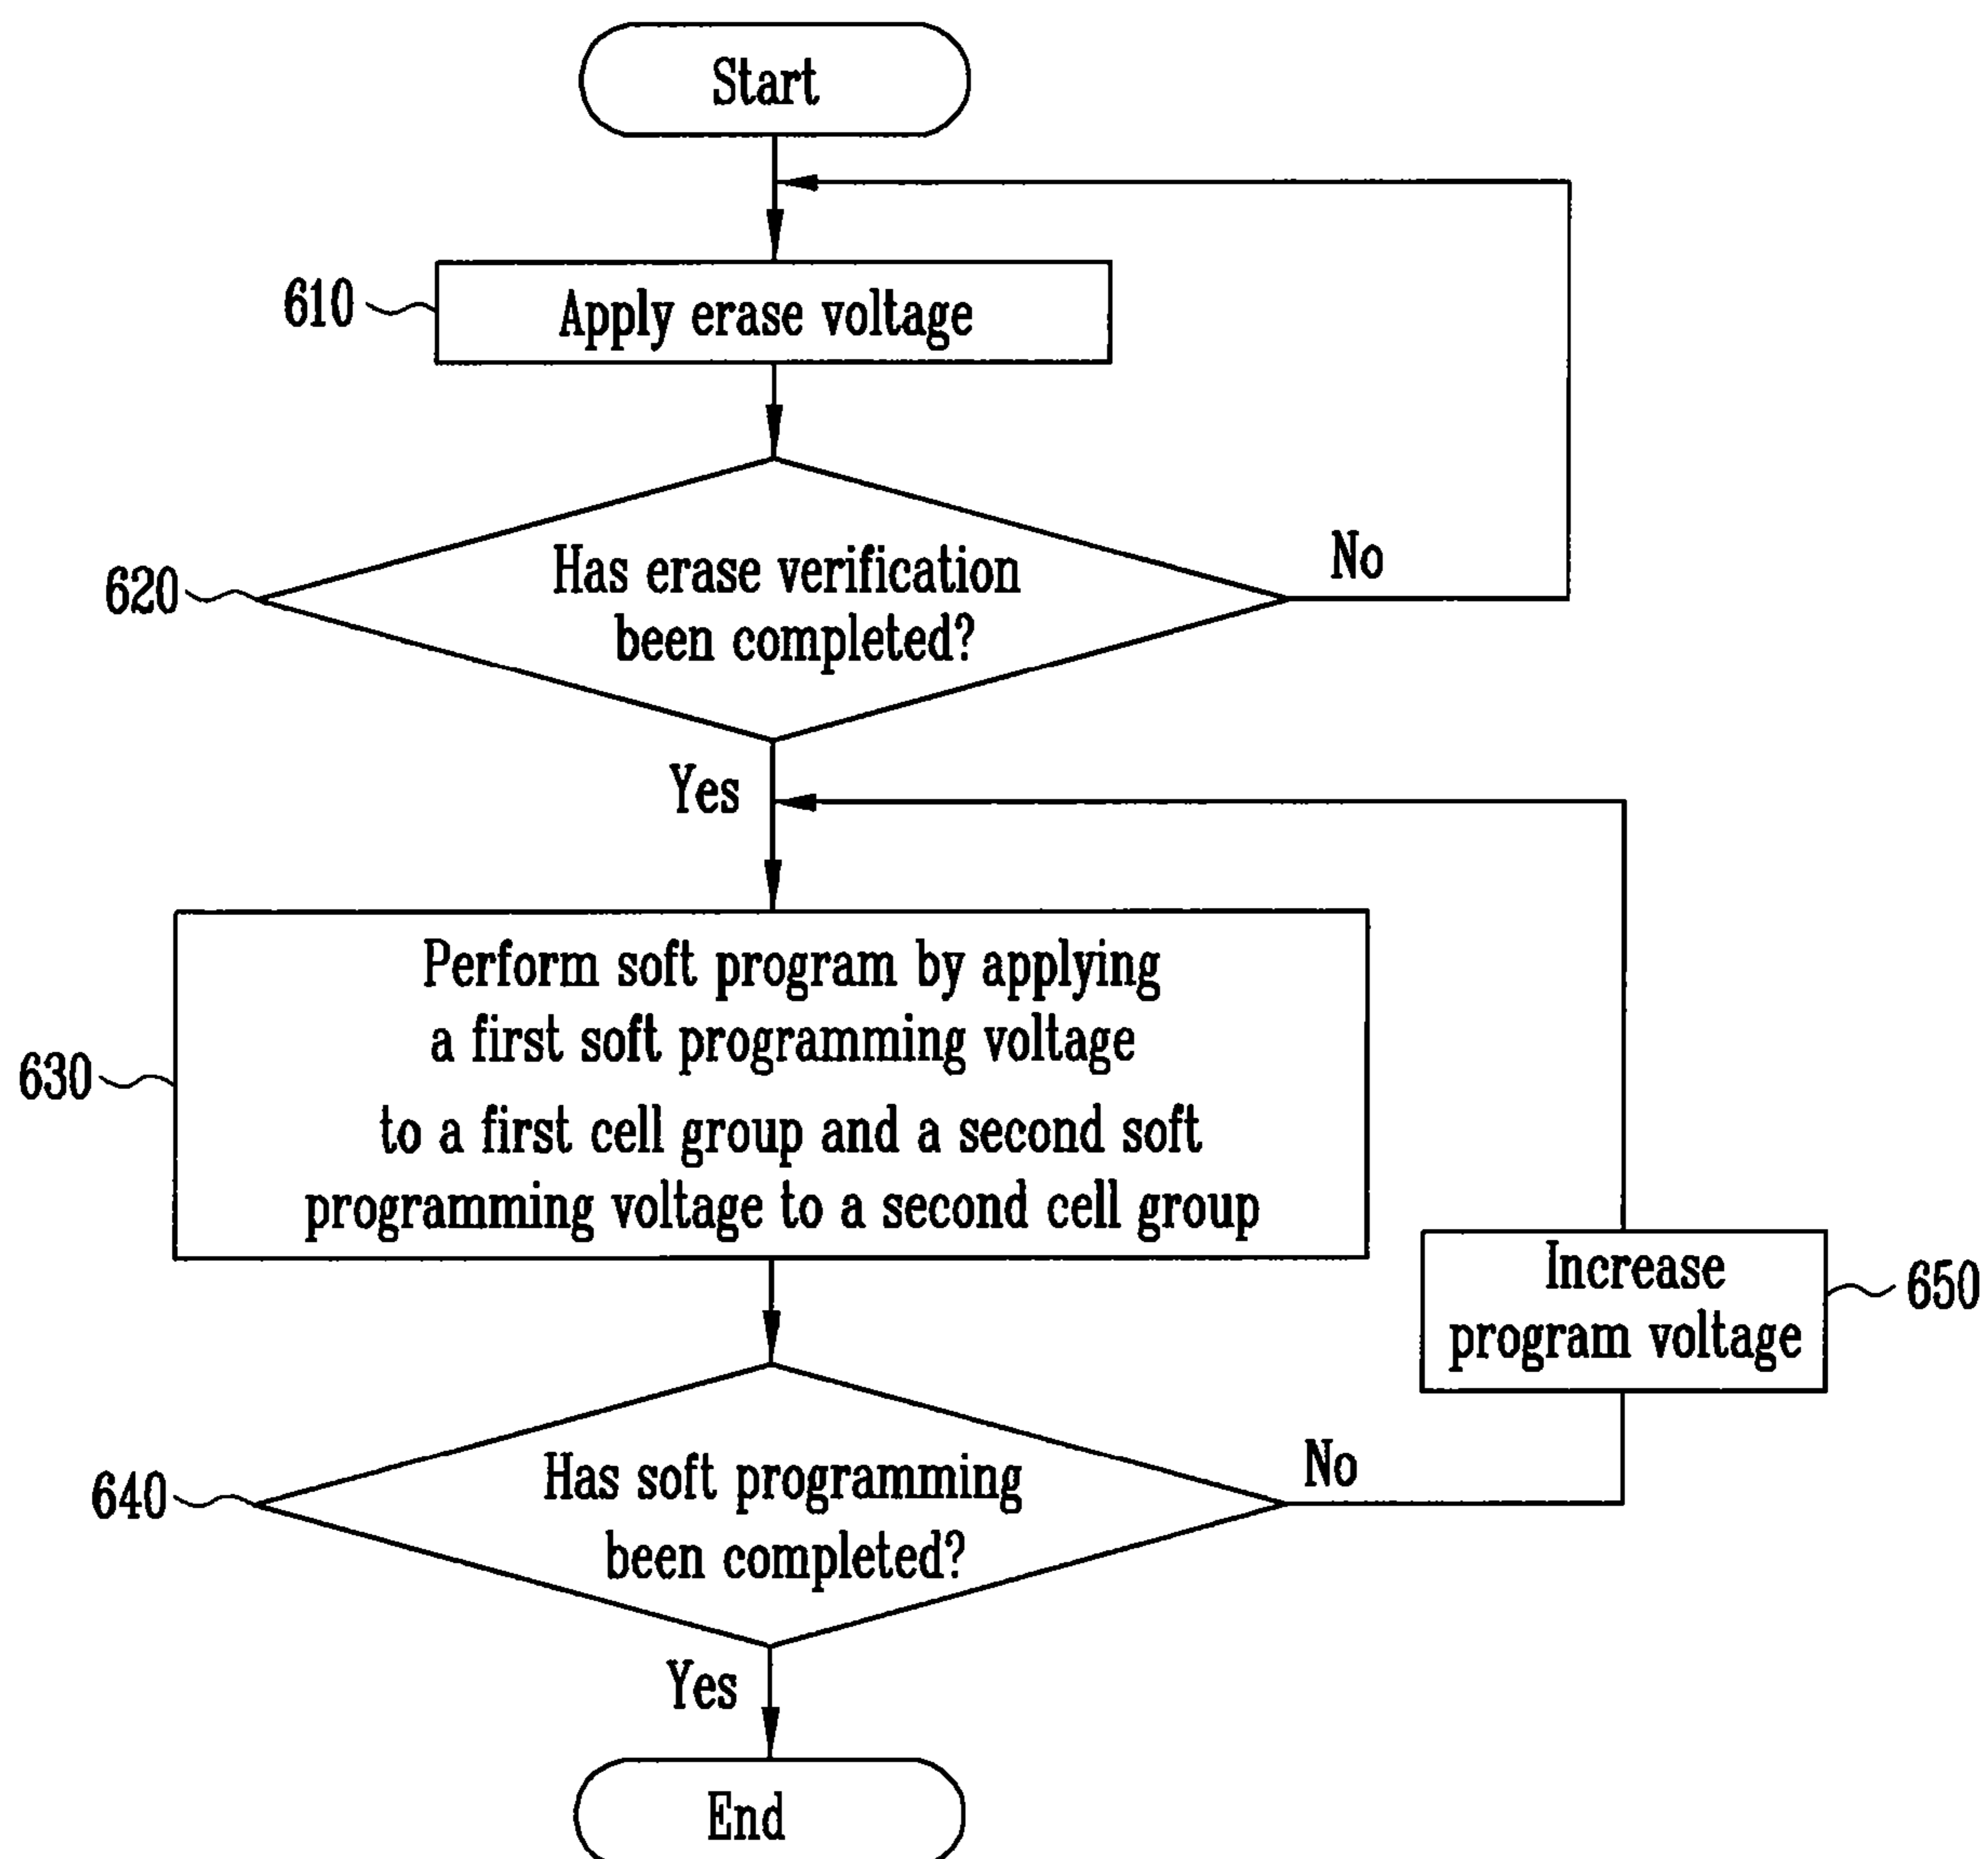 Start
610
Apply erase voltage
620
Has erase verification
been completed?
No
Yes
630
Perform soft program by applying
a first soft programming voltage
to a first cell group and a second soft
programming voltage to a second cell group
Increase
program voltage
650
640
Has soft programming
been completed?
No
Yes
End